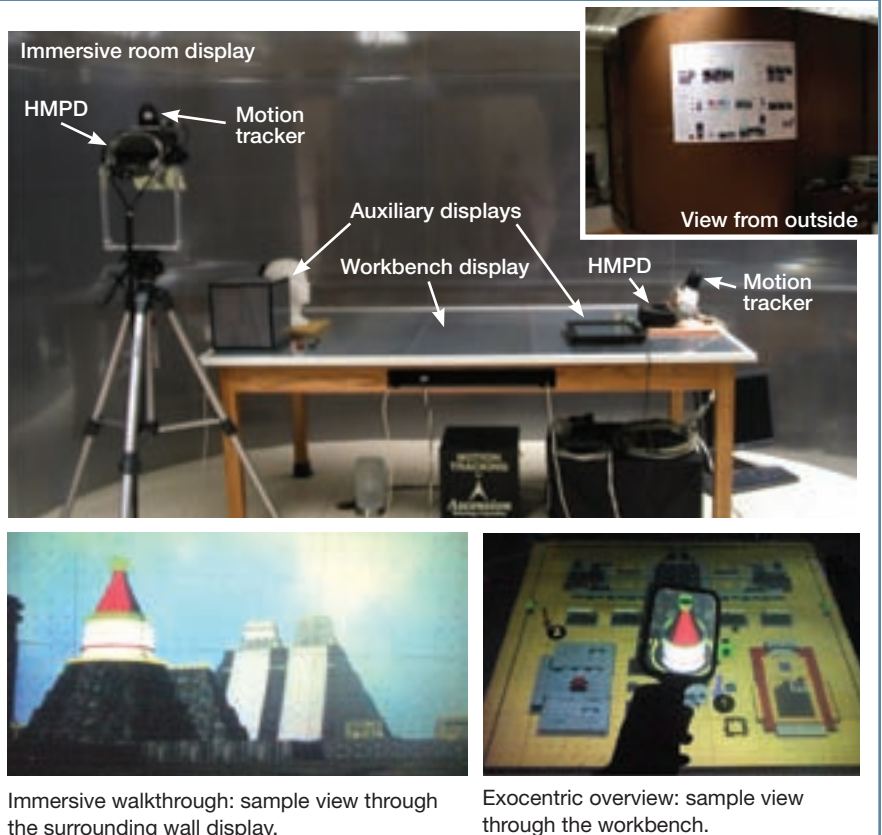 Immersive room display
HMPD
Motion
tracker
View from outside
Auxiliary displays
Workbench display
HMPD
Motion
tracker
MOTION
TRACKING
Ascension
Immersive walkthrough: sample view through
the surrounding wall display.
Exocentric overview: sample view
through the workbench.